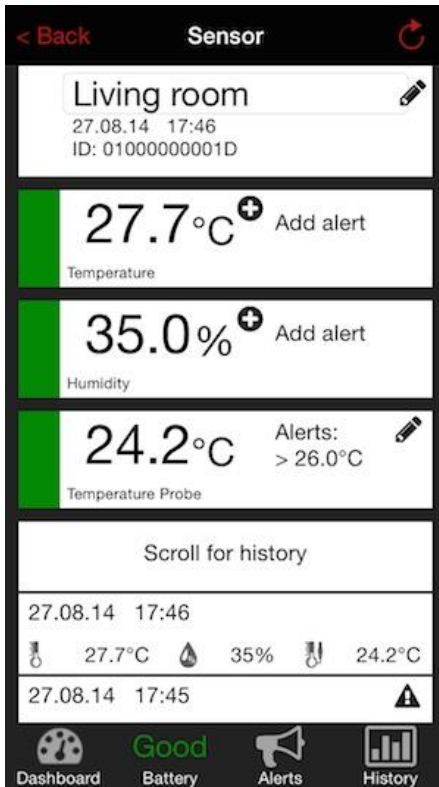 < Back Sensor
Living room
27.08.14 17:46
ID: 01000000001D
27.7°C Add alert
Temperature
35.0% Add alert
Humidity
24.2°C Alerts:
> 26.0°C
Temperature Probe
Scroll for history
27.08.14 17:46
27.7°C 35% 24.2°C
27.08.14 17:45
Good
Dashboard Battery Alerts History